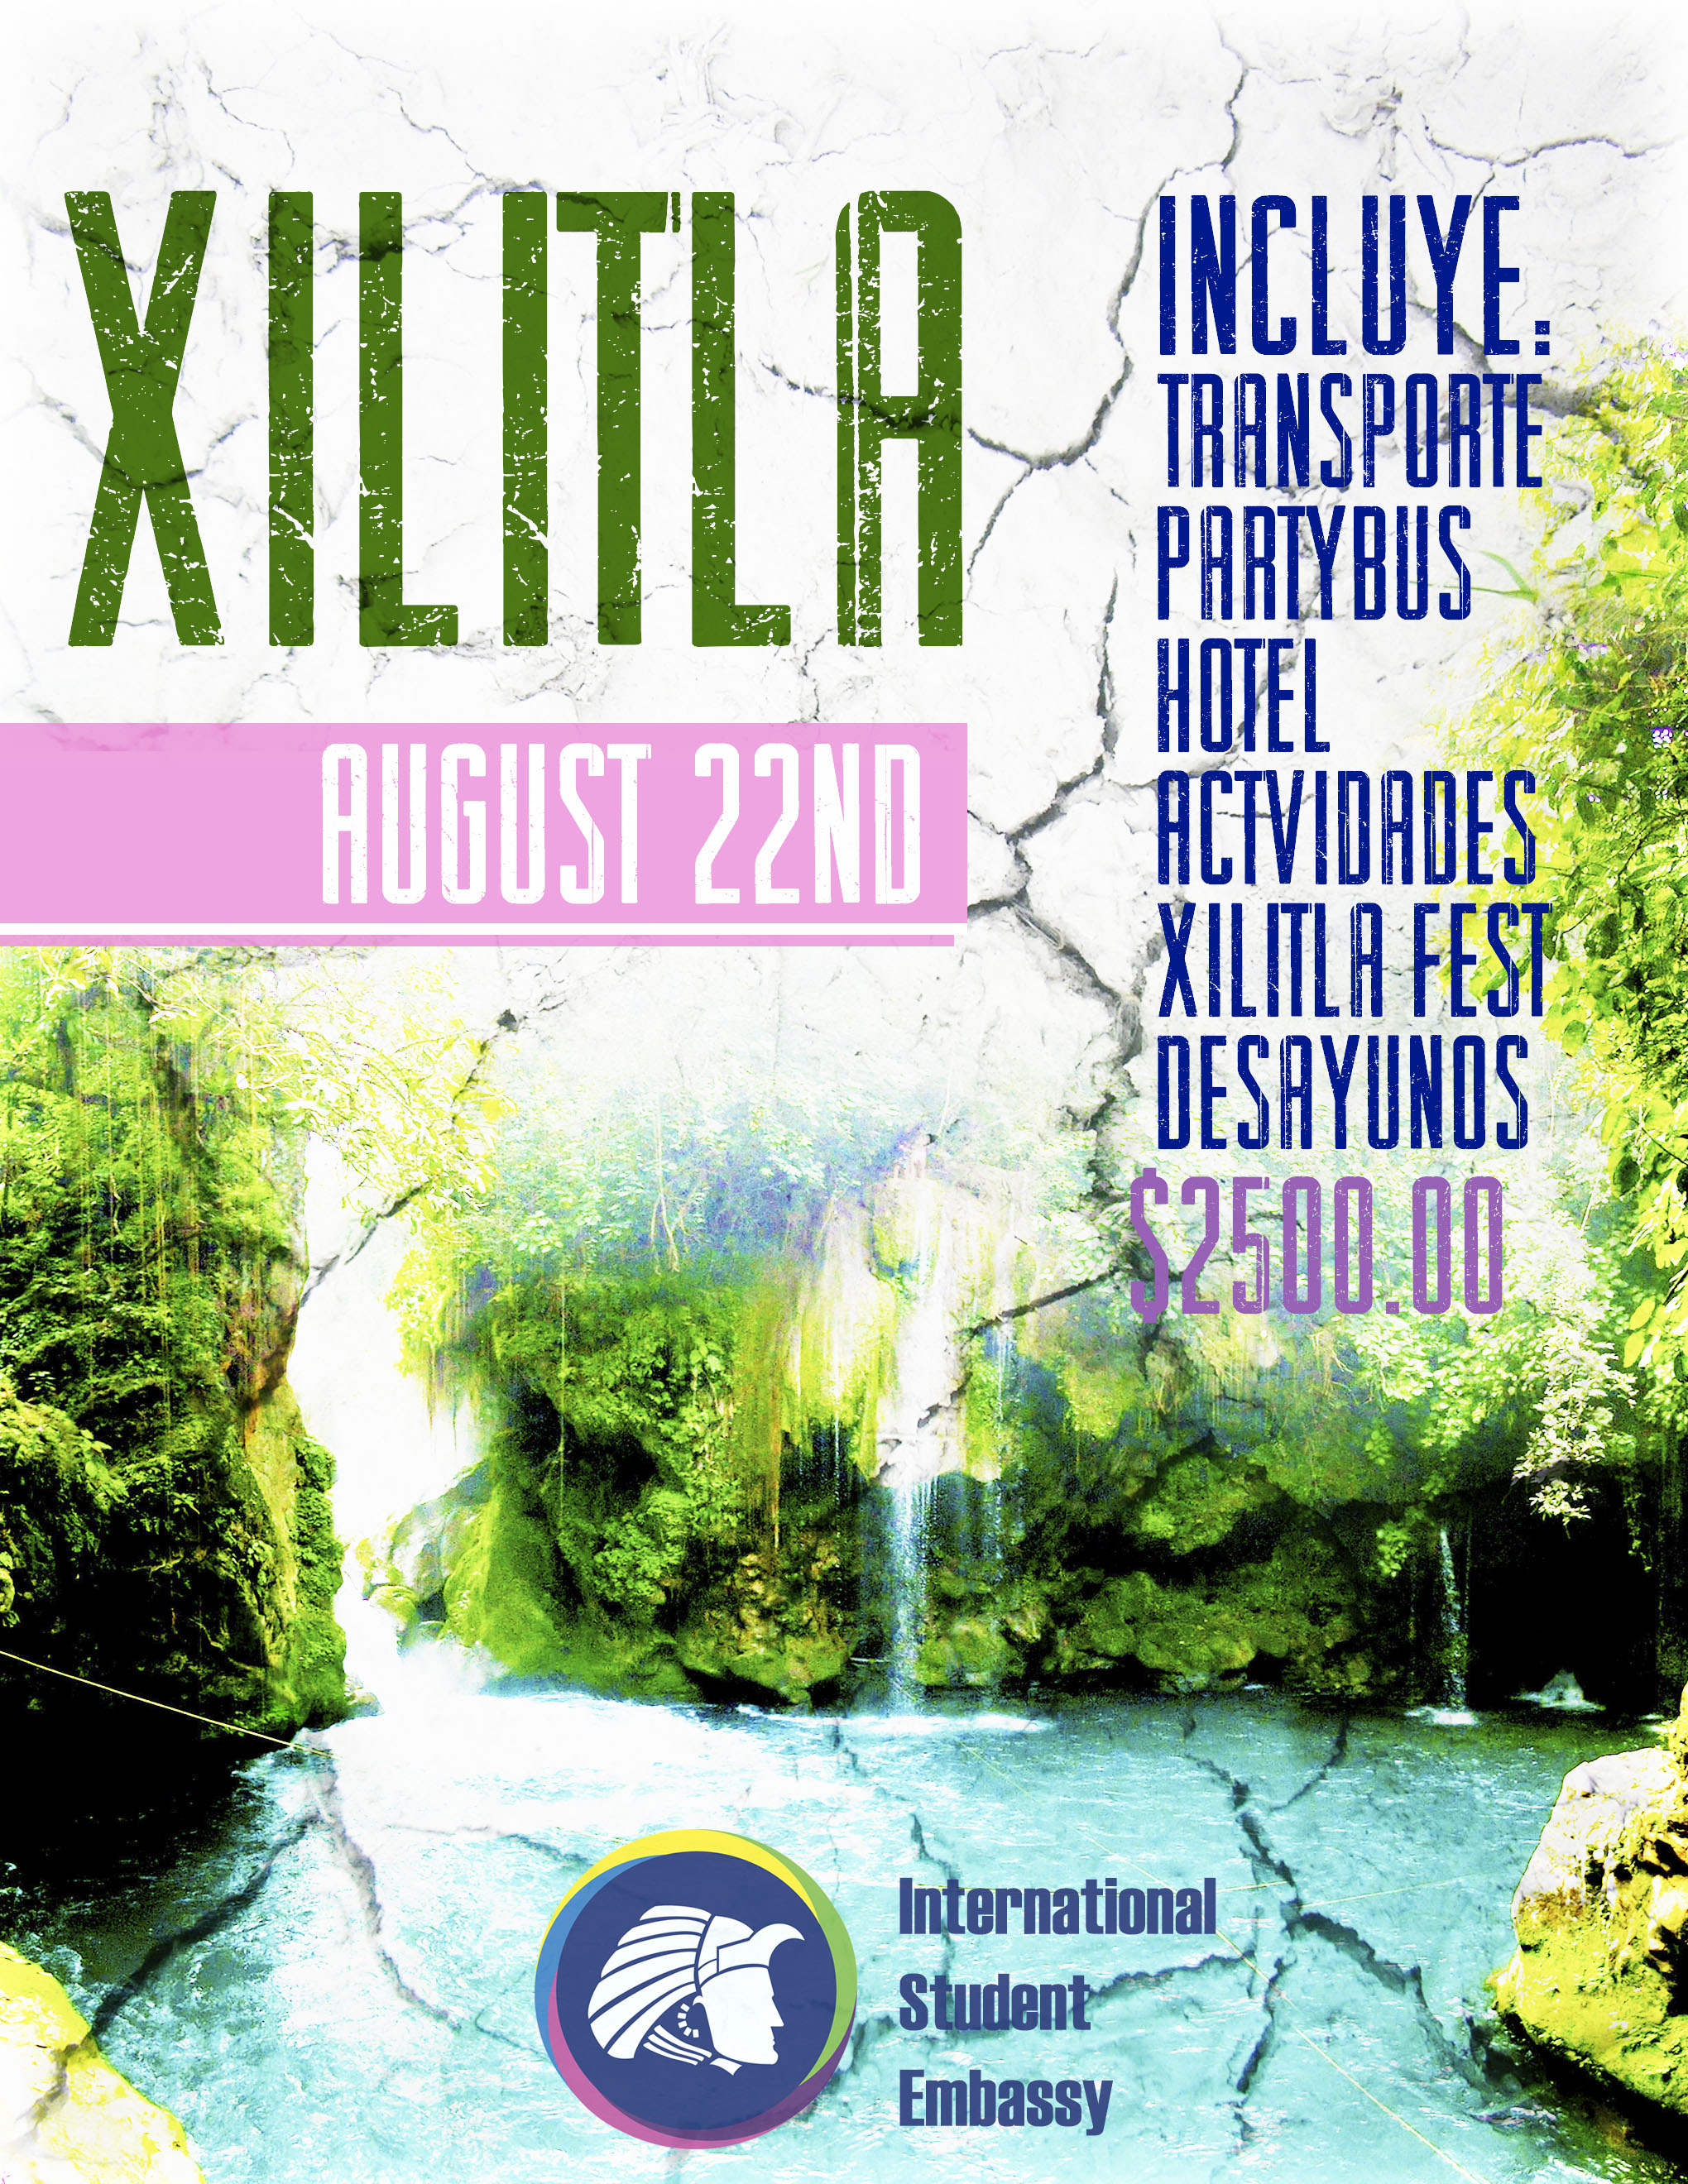 XILITLA
AUGUST 22ND
INCLUYE:
TRANSPORTE
PARTYBUS
HOTEL
ACTVIDADES
XILITLA FEST
DESAYUNOS
$2500.00
International
Student
Embassy